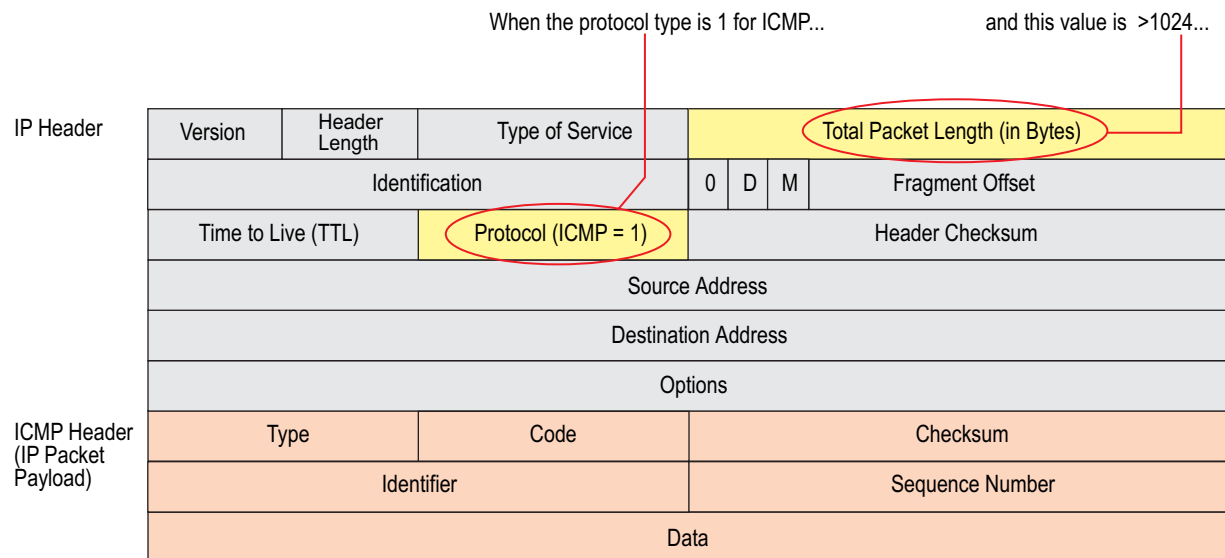 When the protocol type is 1 for ICMP...
and this value is >1024...
IP Header
Version
Header
Length
Type of Service
Total Packet Length (in Bytes)
Identification
0
D
M
Fragment Offset
Time to Live (TTL)
Protocol (ICMP = 1)
Header Checksum
Source Address
Destination Address
Options
ICMP Header
(IP Packet
Payload)
Type
Code
Checksum
Identifier
Sequence Number
Data